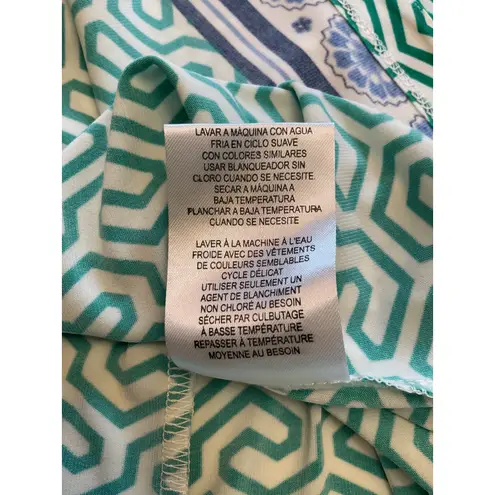 LAVAR A MÁQUINA CON AGUA
FRIA EN CICLO SUAVE
CON COLORES SIMILARES
USAR BLANQUEADOR SIN
CLORO CUANDO SE NECESITE.
SECAR A MÁQUINA A
BAJA TEMPERATURA
PLANCHAR A BAJA TEMPERATURA
CUANDO SE NECESITE
LAVER À LA MACHINE À L'EAU
FROIDE AVEC DES VÊTEMENTS
DE COULEURS SEMBLABLES
CYCLE DÉLICAT
UTILISER SEULEMENT UN
AGENT DE BLANCHIMENT
NON CHLORÉ AU BESOIN
SÉCHER PAR CULBUTAGE
À BASSE TEMPÉRATURE
REPASSER À TEMPÉRATURE
MOYENNE AU BESOIN